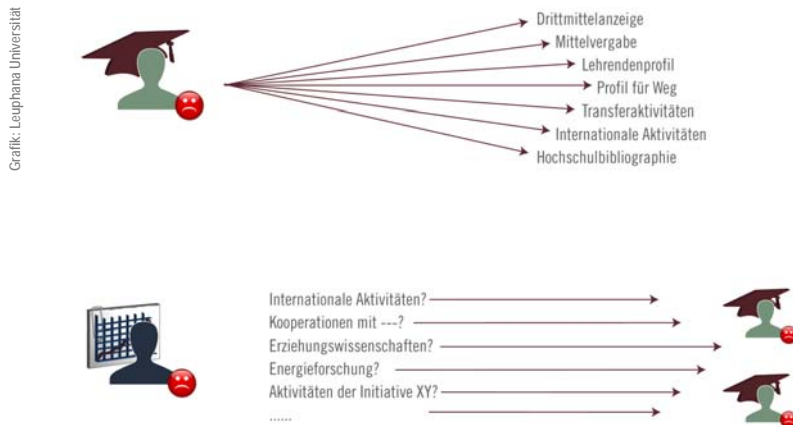 Grafik: Leuphana Universität
Drittmittelanzeige
Mittelvergabe
Lehrendenprofil
Profil für Weg
Transferaktivitäten
Internationale Aktivitäten
Hochschulbibliographie
Internationale Aktivitäten?
Kooperationen mit ---?
Erziehungswissenschaften?
Energieforschung?
Aktivitäten der Initiative XY?
......